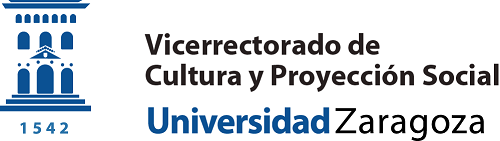 Vicerrectorado de
Cultura y Proyección Social
Universidad Zaragoza
1542